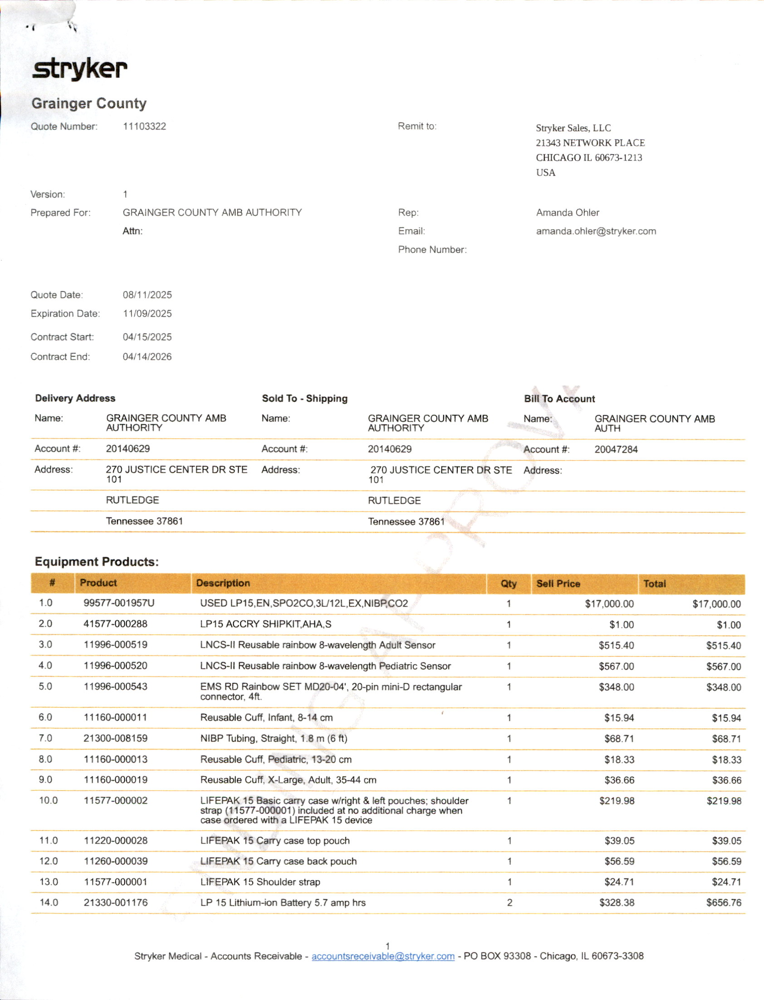 stryker
Grainger County
Quote Number: 11103322 Remit to: Stryker Sales, LLC
21343 NETWORK PLACE
CHICAGO IL 60673-1213
USA
Version: 1
Prepared For: GRAINGER COUNTY AMB AUTHORITY Rep: Amanda Ohler
Attn: Email: amanda.ohler@stryker.com
Phone Number:
Quote Date: 08/11/2025
Expiration Date: 11/09/2025
Contract Start: 04/15/2025
Contract End: 04/14/2026
Delivery Address Sold To - Shipping Bill To Account
Name: GRAINGER COUNTY AMB Name: GRAINGER COUNTY AMB Name: GRAINGER COUNTY AMB
AUTHORITY AUTHORITY AUTH
Account #: 20140629 Account #: 20140629 Account #: 20047284
Address: 270 JUSTICE CENTER DR STE Address: 270 JUSTICE CENTER DR STE Address:
101 101
RUTLEDGE RUTLEDGE
Tennessee 37861 Tennessee 37861
Equipment Products:
# Product Description Qty Sell Price Total
1.0 99577-001957U USED LP15,EN,SPO2CO,3L/12L,EX,NIBP,CO2 1 $17,000.00 $17,000.00
2.0 41577-000288 LP15 ACCRY SHIPKIT,AHA,S 1 $1.00 $1.00
3.0 11996-000519 LNCS-II Reusable rainbow 8-wavelength Adult Sensor 1 $515.40 $515.40
4.0 11996-000520 LNCS-II Reusable rainbow 8-wavelength Pediatric Sensor 1 $567.00 $567.00
5.0 11996-000543 EMS RD Rainbow SET MD20-04', 20-pin mini-D rectangular 1 $348.00 $348.00
connector, 4ft.
6.0 11160-000011 Reusable Cuff, Infant, 8-14 cm 1 $15.94 $15.94
7.0 21300-008159 NIBP Tubing, Straight, 1.8 m (6 ft) 1 $68.71 $68.71
8.0 11160-000013 Reusable Cuff, Pediatric, 13-20 cm 1 $18.33 $18.33
9.0 11160-000019 Reusable Cuff, X-Large, Adult, 35-44 cm 1 $36.66 $36.66
10.0 11577-000002 LIFEPAK 15 Basic carry case w/right & left pouches; shoulder 1 $219.98 $219.98
strap (11577-000001) included at no additional charge when
case ordered with a LIFEPAK 15 device
11.0 11220-000028 LIFEPAK 15 Carry case top pouch 1 $39.05 $39.05
12.0 11260-000039 LIFEPAK 15 Carry case back pouch 1 $56.59 $56.59
13.0 11577-000001 LIFEPAK 15 Shoulder strap 1 $24.71 $24.71
14.0 21330-001176 LP 15 Lithium-ion Battery 5.7 amp hrs 2 $328.38 $656.76
1
Stryker Medical - Accounts Receivable - accountsreceivable@stryker.com - PO BOX 93308 - Chicago, IL 60673-3308